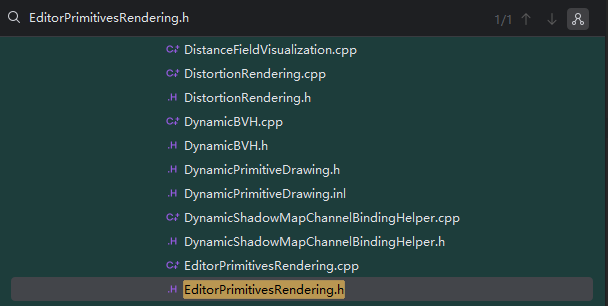 EditorPrimitivesRendering.h
1/1
C++ DistanceFieldVisualization.cpp
C++ DistortionRendering.cpp
.H DistortionRendering.h
C++ DynamicBVH.cpp
.H DynamicBVH.h
.H DynamicPrimitiveDrawing.h
.H DynamicPrimitiveDrawing.inl
C++ DynamicShadowMapChannelBindingHelper.cpp
.H DynamicShadowMapChannelBindingHelper.h
C++ EditorPrimitivesRendering.cpp
.H EditorPrimitivesRendering.h